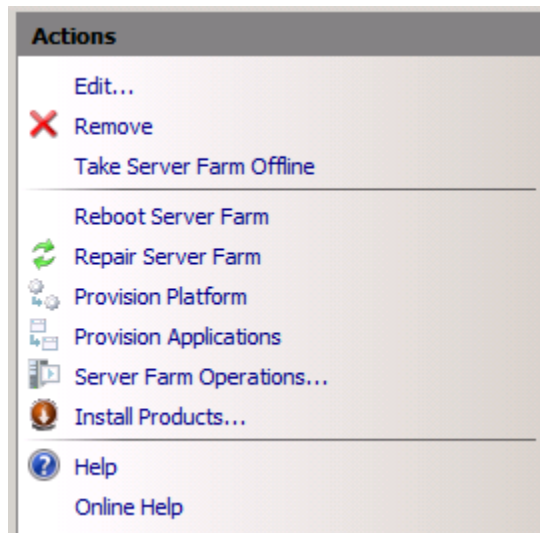 Actions
Edit...
Remove
Take Server Farm Offline
Reboot Server Farm
Repair Server Farm
Provision Platform
Provision Applications
Server Farm Operations...
Install Products...
Help
Online Help